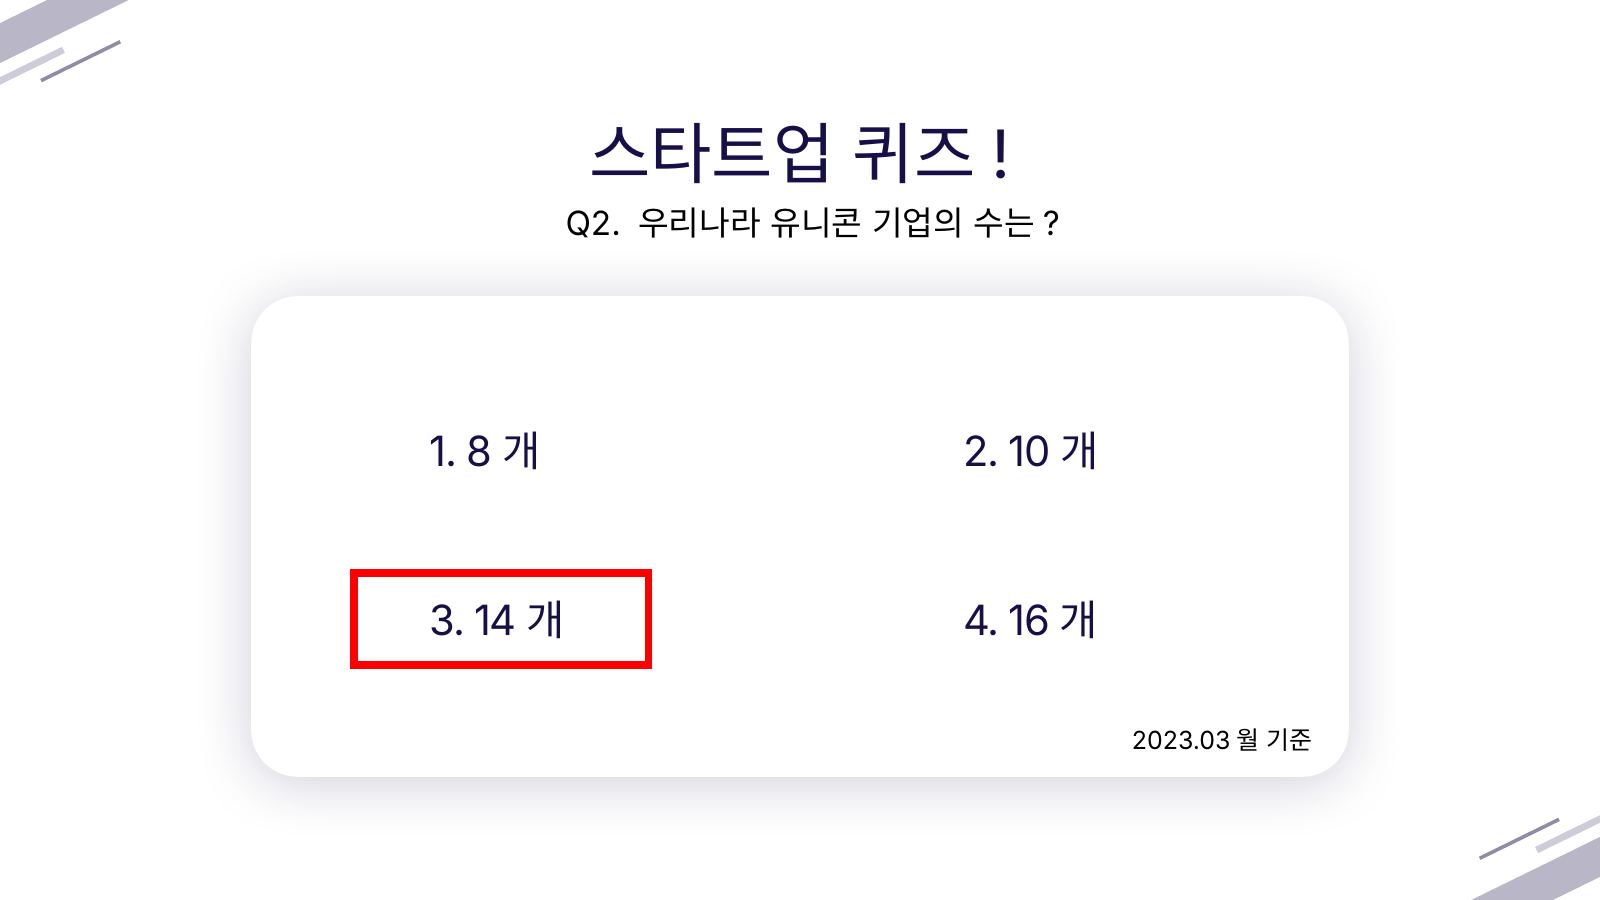 스타트업 퀴즈 !
Q2. 우리나라 유니콘 기업의 수는 ?
1. 8 개
2. 10 개
3. 14 개
4. 16 개
2023.03 월 기준